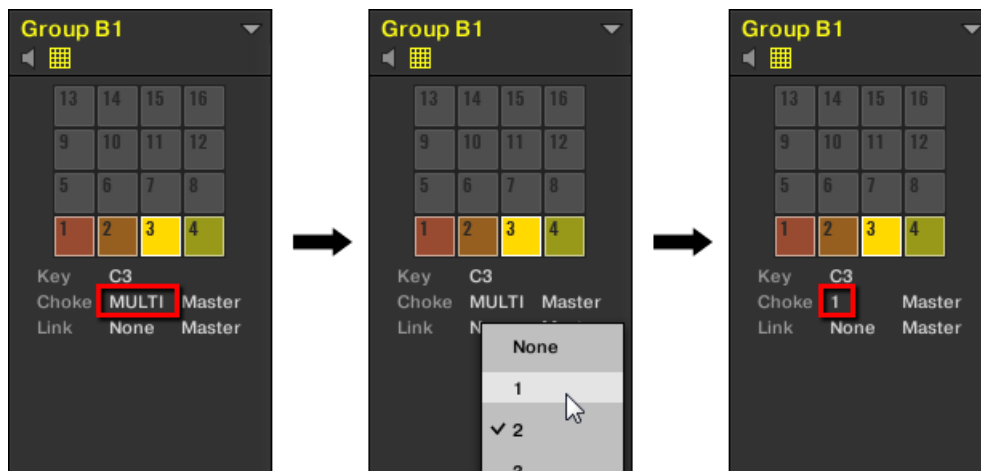 Group B1
13 14 15 16
9 10 11 12
5 6 7 8
1 2 3 4
Key C3
Choke MULTI Master
Link None Master
Group B1
13 14 15 16
9 10 11 12
5 6 7 8
1 2 3 4
Key C3
Choke MULTI Master
Link
None
1
2
Group B1
13 14 15 16
9 10 11 12
5 6 7 8
1 2 3 4
Key C3
Choke 1 Master
Link None Master